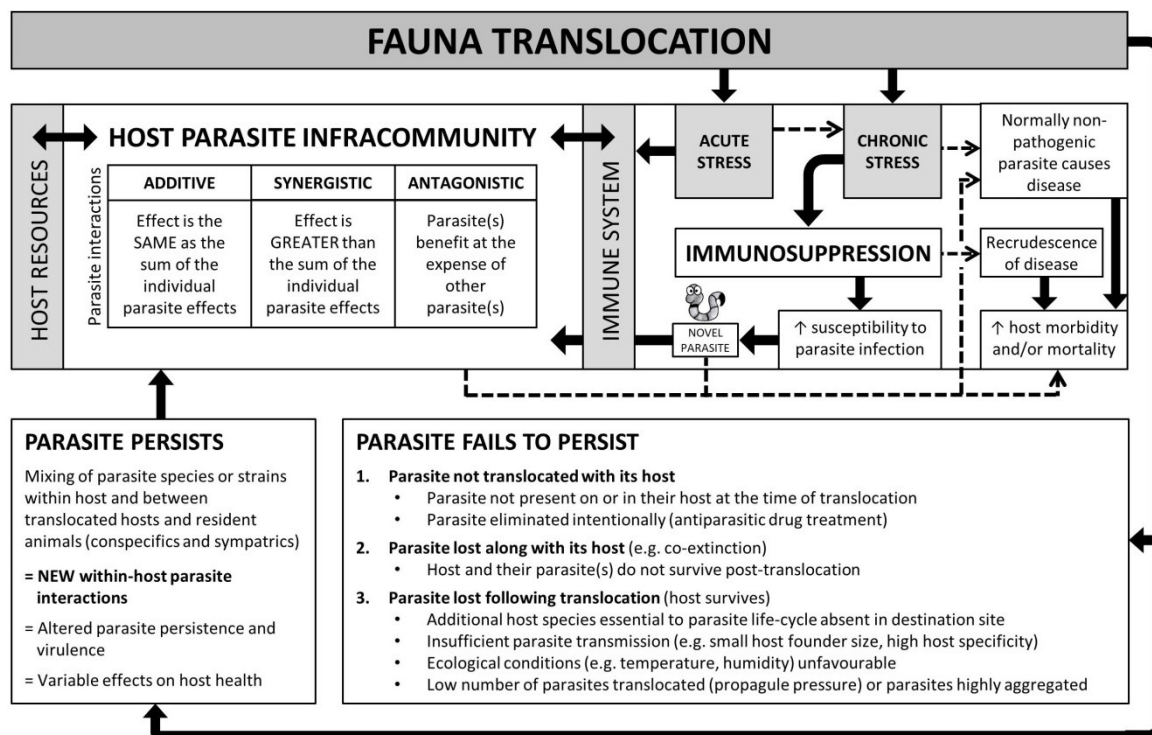 FAUNA TRANSLOCATION
HOST RESOURCES
HOST PARASITE INFRACOMMUNITY
Parasite interactions
ADDITIVE
Effect is the
SAME as the
sum of the
individual
parasite effects
SYNERGISTIC
Effect is
GREATER than
the sum of the
individual
parasite effects
ANTAGONISTIC
Parasite(s)
benefit at the
expense of
other
parasite(s)
IMMUNE SYSTEM
ACUTE
STRESS
CHRONIC
STRESS
Normally non-
pathogenic
parasite causes
disease
IMMUNOSUPPRESSION
Recrudescence
of disease
NOVEL
PARASITE
↑ susceptibility to
parasite infection
↑ host morbidity
and/or mortality
PARASITE PERSISTS
Mixing of parasite species or strains
within host and between
translocated hosts and resident
animals (conspecifics and sympatrics)
= NEW within-host parasite
interactions
= Altered parasite persistence and
virulence
= Variable effects on host health
PARASITE FAILS TO PERSIST
1. Parasite not translocated with its host
• Parasite not present on or in their host at the time of translocation
• Parasite eliminated intentionally (antiparasitic drug treatment)
2. Parasite lost along with its host (e.g. co-extinction)
• Host and their parasite(s) do not survive post-translocation
3. Parasite lost following translocation (host survives)
• Additional host species essential to parasite life-cycle absent in destination site
• Insufficient parasite transmission (e.g. small host founder size, high host specificity)
• Ecological conditions (e.g. temperature, humidity) unfavourable
• Low number of parasites translocated (propagule pressure) or parasites highly aggregated